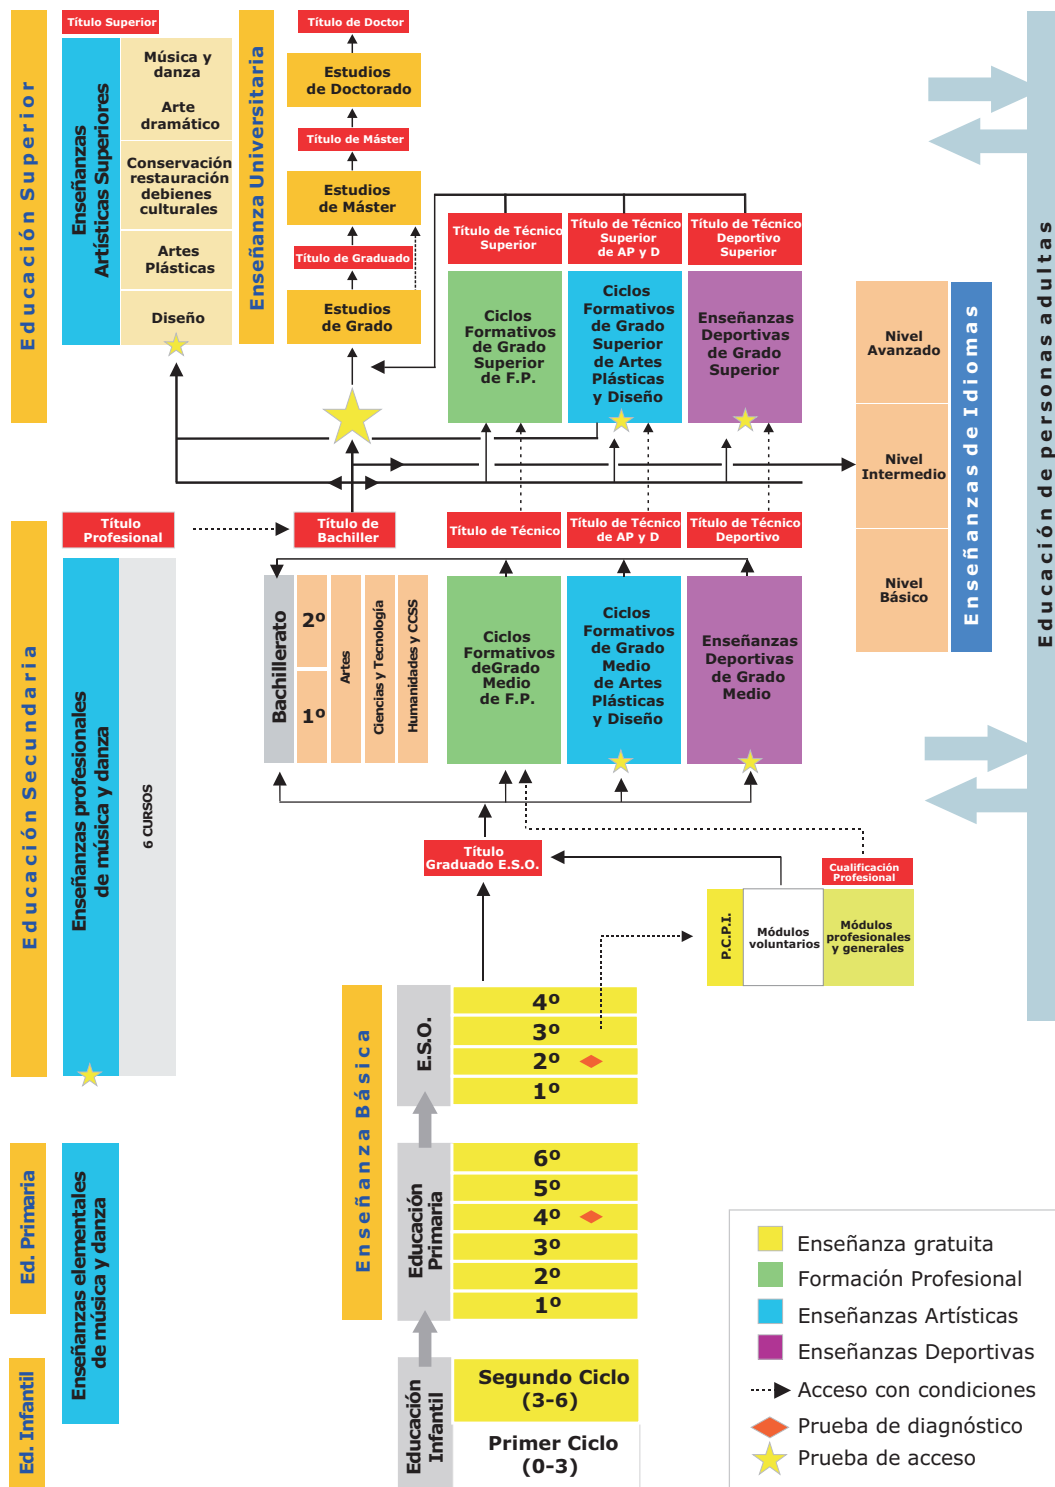 Educación Superior
Título Superior
Enseñanzas
Artísticas Superiores
Música y
danza
Arte
dramático
Conservación
restauración
debienes
culturales
Artes
Plásticas
Diseño
Enseñanza Universitaria
Título de Doctor
Estudios
de Doctorado
Título de Máster
Estudios
de Máster
Título de Graduado
Estudios
de Grado
Título de Técnico
Superior
Título de Técnico
Superior
de AP y D
Título de Técnico
Deportivo
Superior
Ciclos
Formativos
de Grado
Superior
de F.P.
Ciclos
Formativos
de Grado
Superior
de Artes
Plásticas
y Diseño
Enseñanzas
Deportivas
de Grado
Superior
Nivel
Avanzado
Nivel
Intermedio
Nivel
Básico
Enseñanzas de Idiomas
Educación de personas adultas
Educación Secundaria
Título
Profesional
Título de
Bachiller
Título de Técnico
Título de Técnico
de AP y D
Título de Técnico
Deportivo
Enseñanzas profesionales
de música y danza
6 CURSOS
Bachillerato
2º
1º
Artes
Ciencias y Tecnología
Humanidades y CCSS
Ciclos
Formativos
deGrado
Medio
de F.P.
Ciclos
Formativos
de Grado
Medio
de Artes
Plásticas
y Diseño
Enseñanzas
Deportivas
de Grado
Medio
Título
Graduado E.S.O.
Cualificación
Profesional
P.C.P.I.
Módulos
voluntarios
Módulos
profesionales
y generales
Enseñanza Básica
E.S.O.
4º
3º
2º
1º
Ed. Primaria
Enseñanzas elementales
de música y danza
Educación
Primaria
6º
5º
4º
3º
2º
1º
Ed. Infantil
Educación
Infantil
Segundo Ciclo
(3-6)
Primer Ciclo
(0-3)
Enseñanza gratuita
Formación Profesional
Enseñanzas Artísticas
Enseñanzas Deportivas
Acceso con condiciones
Prueba de diagnóstico
Prueba de acceso